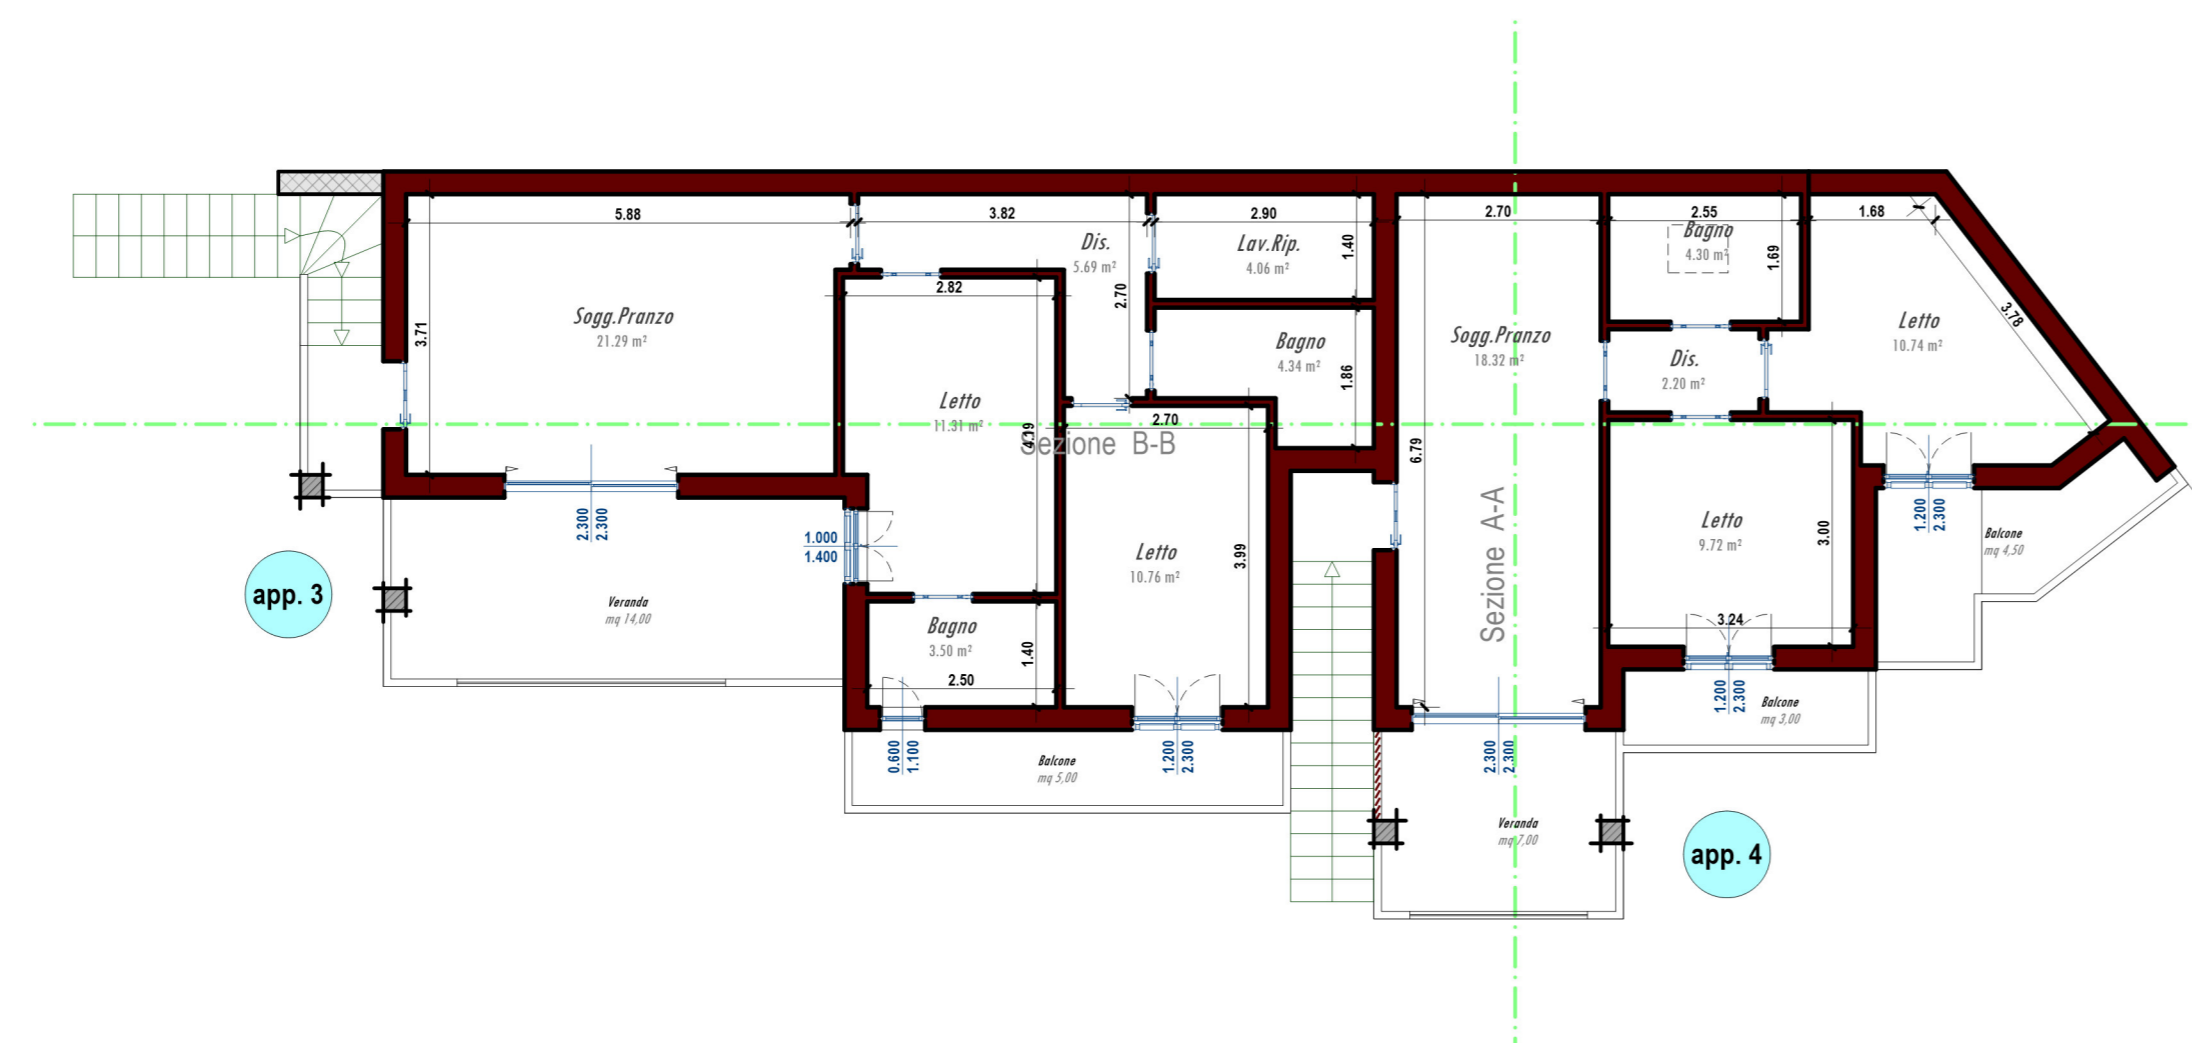 5.88
3.82
2.90
2.70
2.55
1.68
Dis.
5.69 m²
Lav.Rip.
4.06 m²
1.40
Bagno
4.30 m²
1.69
2.82
2.70
3.71
Sogg.Pranzo
21.29 m²
Bagno
4.34 m²
1.86
Sogg.Pranzo
18.32 m²
Dis.
2.20 m²
Letto
10.74 m²
3.78
Letto
11.31 m²
4.19
2.70
Sezione B-B
6.79
Sezione A-A
2.300
2.300
1.000
1.400
Letto
10.76 m²
3.99
Letto
9.72 m²
3.00
3.24
1.200
2.300
Balcone
mq 4,50
app. 3
Veranda
mq 14,00
Bagno
3.50 m²
1.40
2.50
0.600
1.100
1.200
2.300
Balcone
mq 5,00
2.300
2.300
1.200
2.300
Balcone
mq 3,00
Veranda
mq 7,00
app. 4